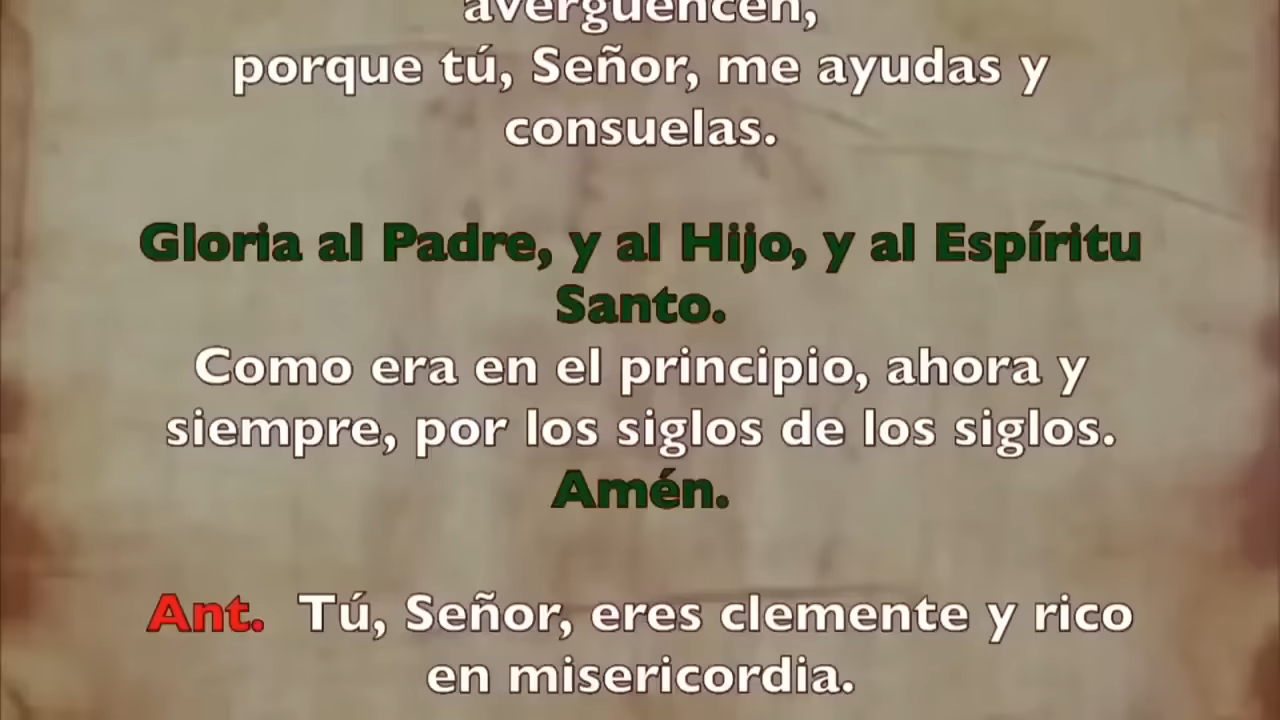 avergüencen,
porque tú, Señor, me ayudas y
consuelas.
Gloria al Padre, y al Hijo, y al Espíritu
Santo.
Como era en el principio, ahora y
siempre, por los siglos de los siglos.
Amén.
Ant. Tú, Señor, eres clemente y rico
en misericordia.